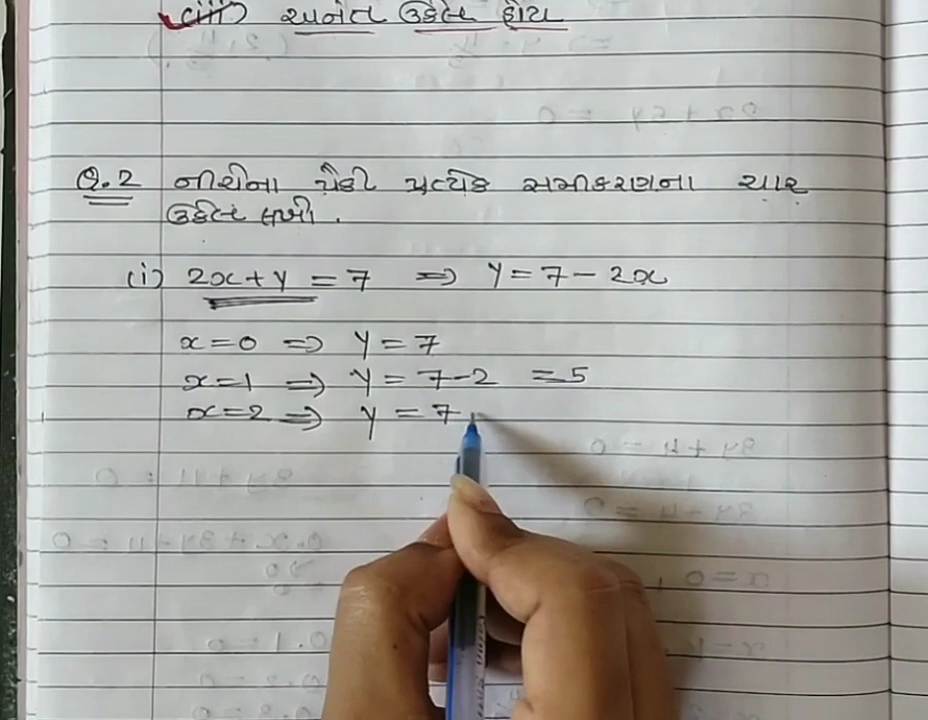 (iii) અનંત ઉકેલ હોય
Q.2 નીચેના પૈકી પ્રત્યેક સમીકરણના ચાર
ઉકેલ લખો.
(i) 2x+y=7 ⇒ y=7-2x
x=0 ⇒ y=7
x=1 ⇒ y=7-2 =5
x=2 ⇒ y=7